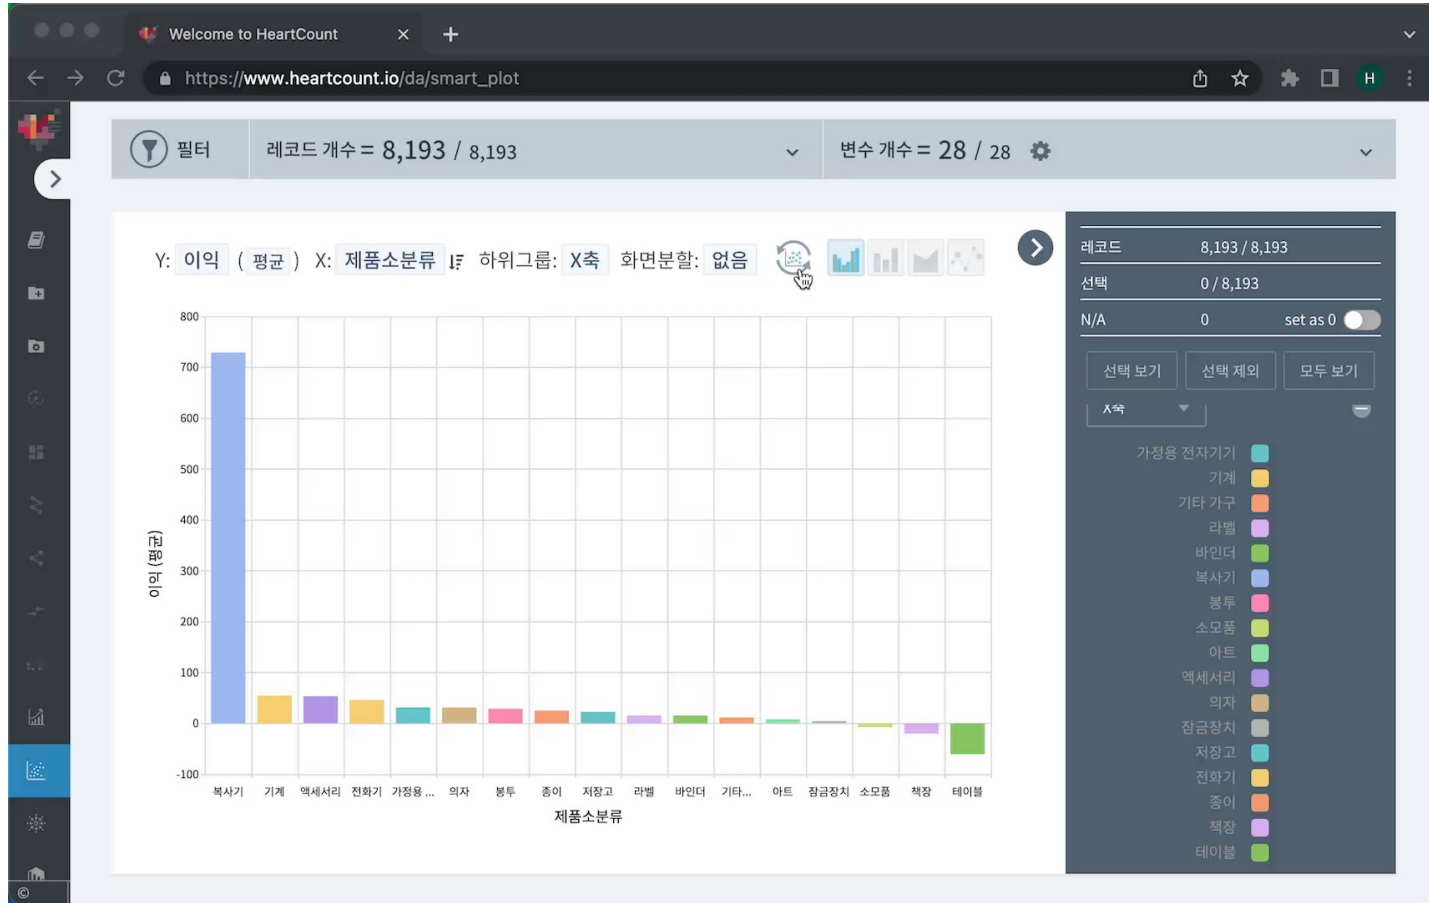 Welcome to HeartCount
https://www.heartcount.io/da/smart_plot
H
필터
레코드 개수 = 8,193 / 8,193
변수 개수 = 28 / 28
Y: 이익 ( 평균 ) X: 제품소분류 하위그룹: X축 화면분할: 없음
레코드 8,193 / 8,193
선택 0 / 8,193
N/A 0 set as 0
선택 보기 선택 제외 모두 보기
X축
가정용 전자기기
기계
기타 가구
라벨
바인더
복사기
봉투
소모품
아트
액세서리
의자
잠금장치
저장고
전화기
종이
책장
테이블
800
700
600
500
400
300
200
100
0
-100
이익 (평균)
복사기 기계 액세서리 전화기 가정용 ... 의자 봉투 종이 저장고 라벨 바인더 기타... 아트 잠금장치 소모품 책장 테이블
제품소분류
©